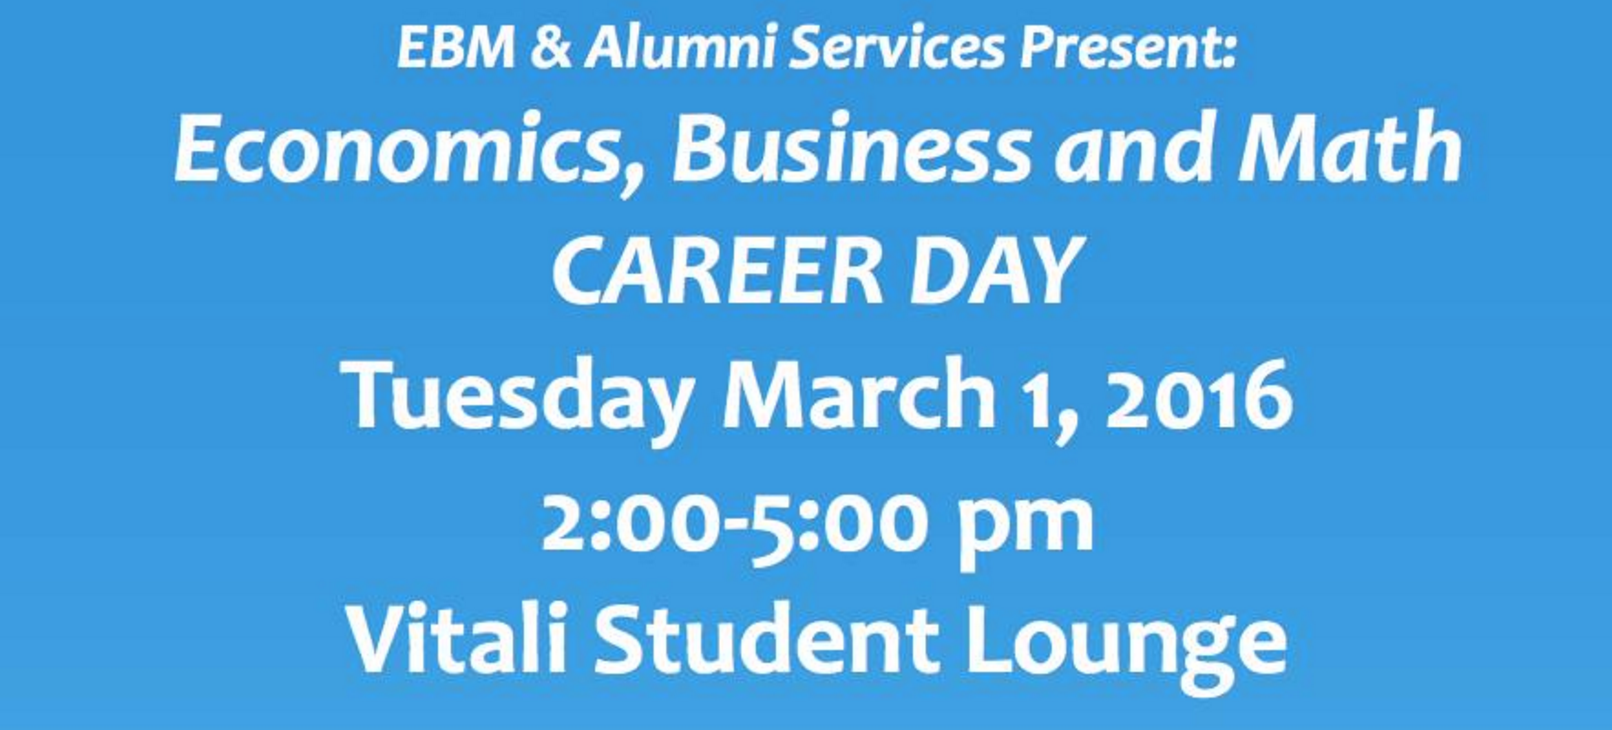 EBM & Alumni Services Present:
Economics, Business and Math
CAREER DAY
Tuesday March 1, 2016
2:00-5:00 pm
Vitali Student Lounge